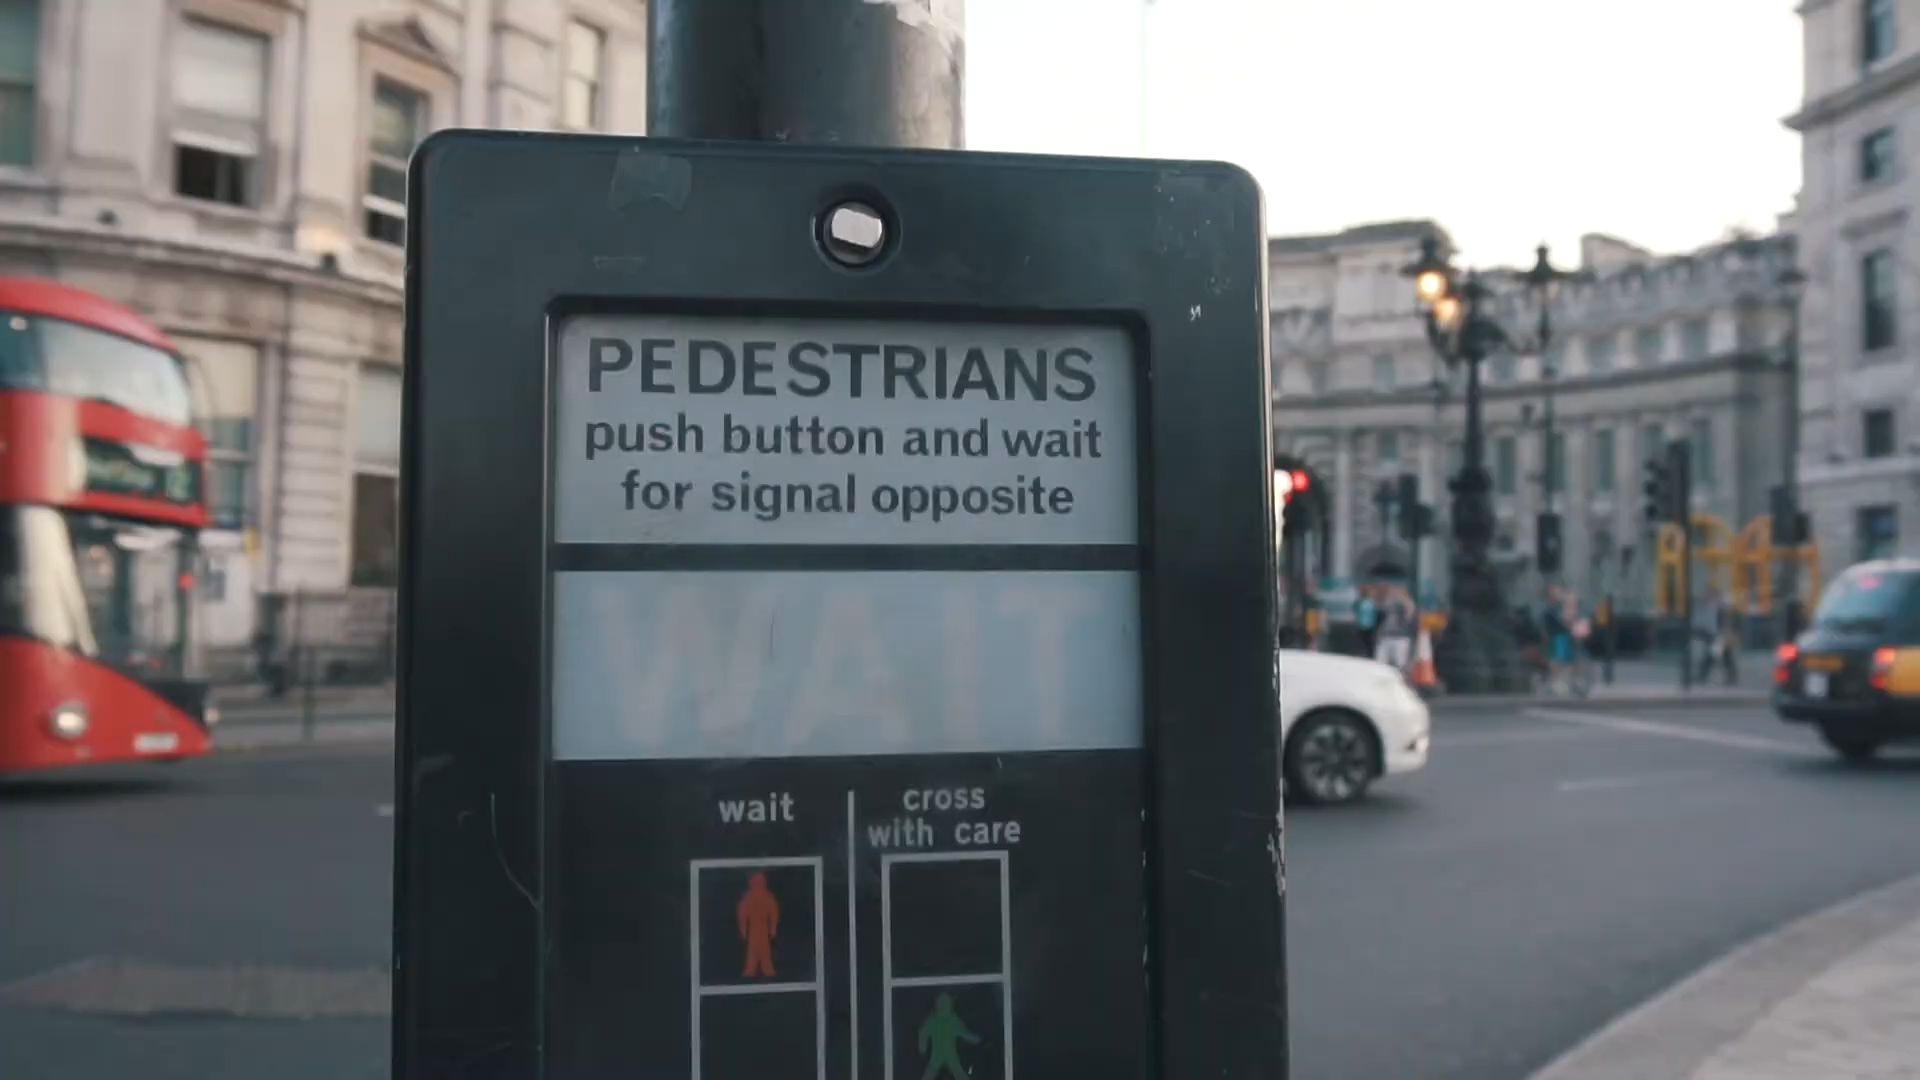 PEDESTRIANS
push button and wait
for signal opposite
WAIT
wait
cross
with care